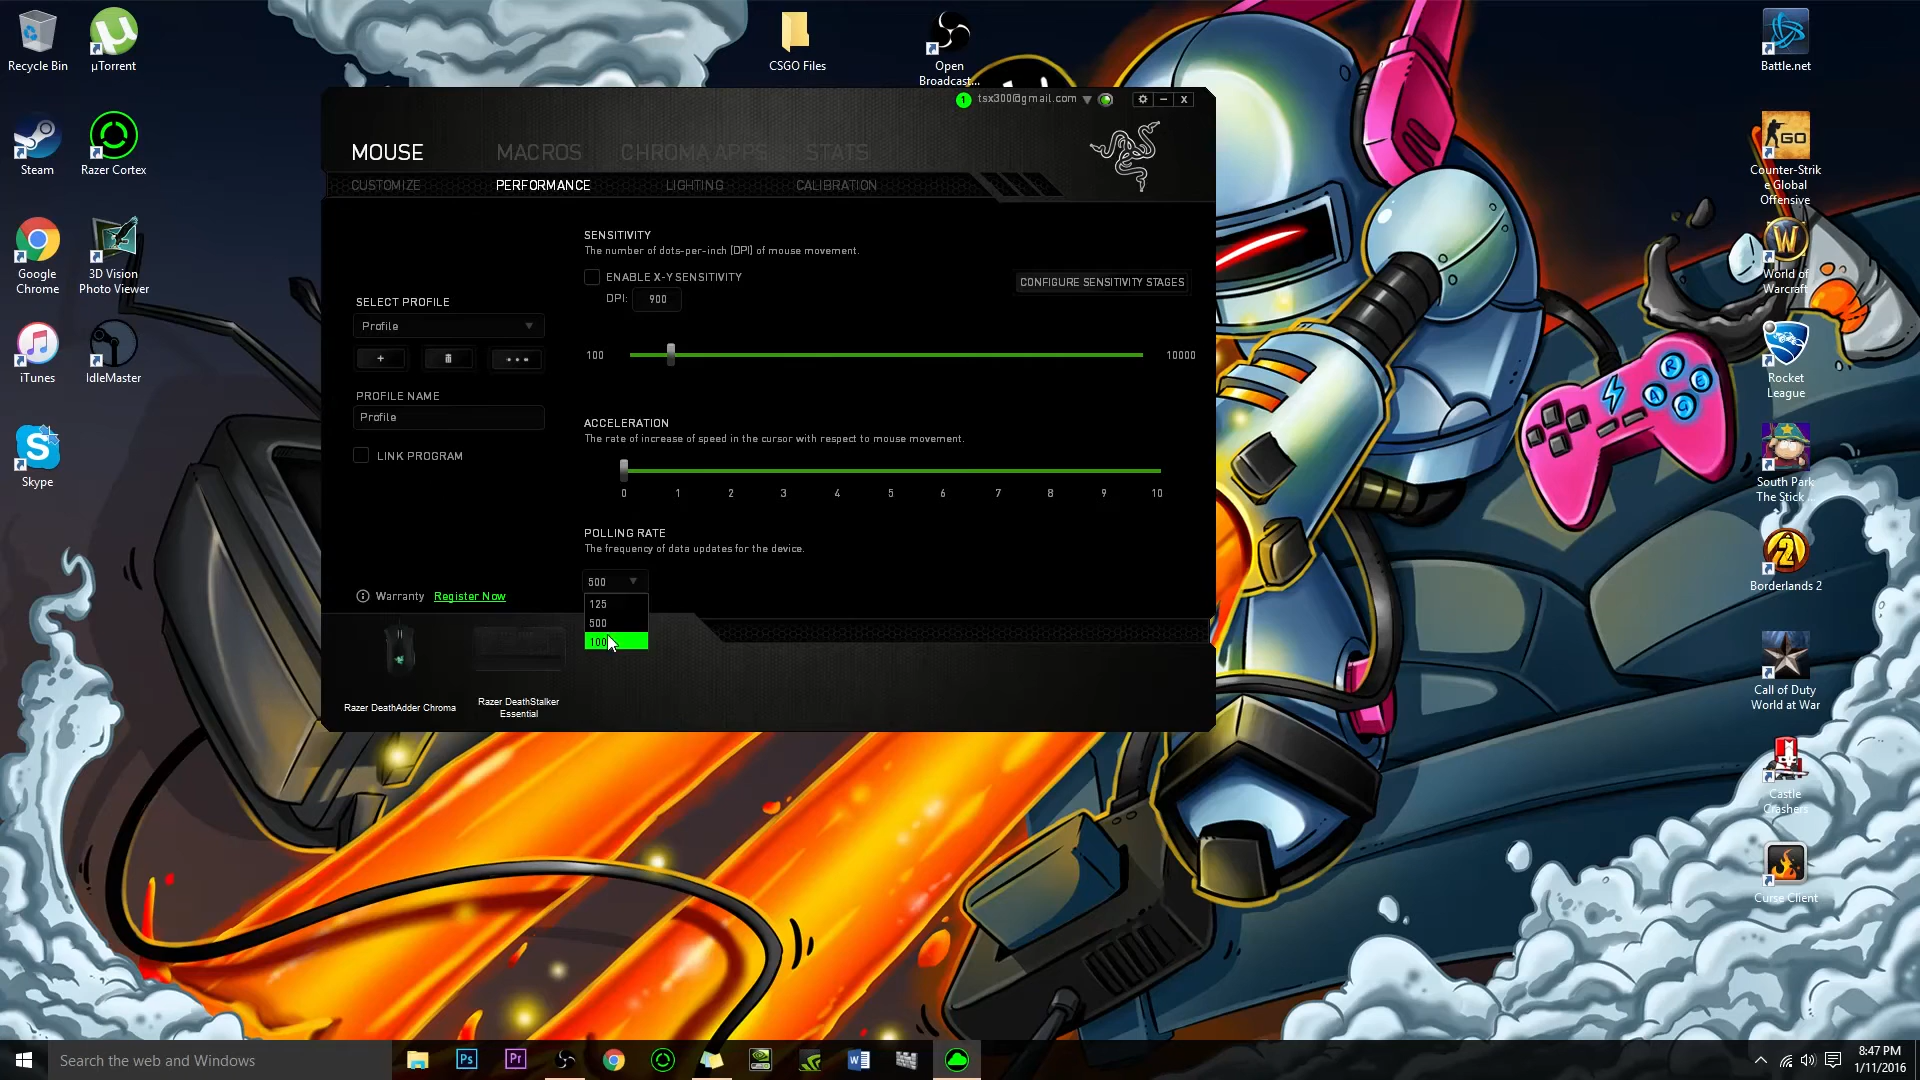 Recycle Bin
µTorrent
CSGO Files
Open
Broadcast...
Battle.net
1 tsx300@gmail.com
X
MOUSE
MACROS
CHROMA APPS
STATS
CUSTOMIZE
PERFORMANCE
LIGHTING
CALIBRATION
Steam
Razer Cortex
GO
Counter-Strik
e Global
Offensive
SENSITIVITY
The number of dots-per-inch (DPI) of mouse movement.
ENABLE X-Y SENSITIVITY
DPI: 900
CONFIGURE SENSITIVITY STAGES
100
10000
SELECT PROFILE
Profile
+
...
PROFILE NAME
Profile
LINK PROGRAM
ACCELERATION
The rate of increase of speed in the cursor with respect to mouse movement.
0 1 2 3 4 5 6 7 8 9 10
POLLING RATE
The frequency of data updates for the device.
500
125
500
Warranty Register Now
Razer DeathAdder Chroma
Razer DeathStalker
Essential
Google
Chrome
3D Vision
Photo Viewer
iTunes
IdleMaster
S
Skype
W
World of
Warcraft
Rocket
League
R
E
A
G
South Park
The Stick ...
2
Borderlands 2
Call of Duty
World at War
Castle
Crashers
Curse Client
Search the web and Windows
Ps
Pr
W
8:47 PM
1/11/2016